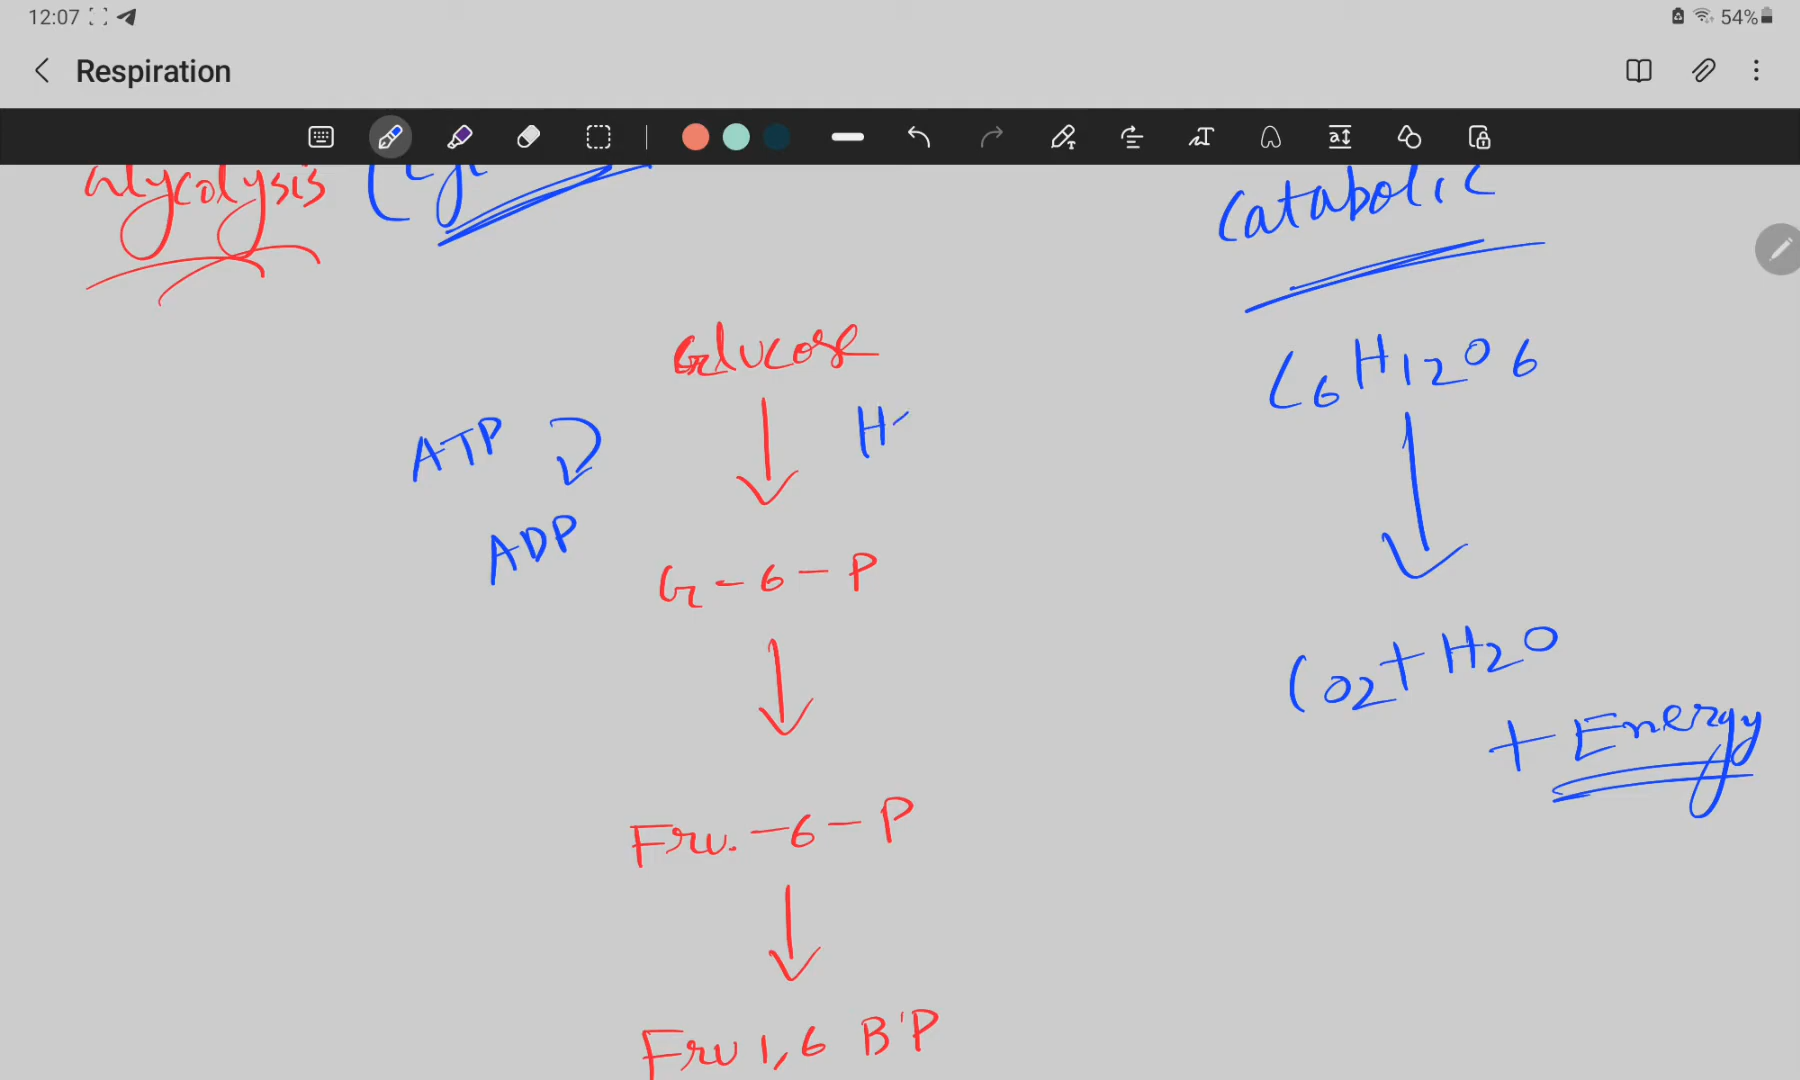 12:07
54%
Respiration
Glycolysis
Catabolic
Glucose
C6H12O6
ATP
H
ADP
G-6-P
CO2+H2O
+ Energy
Fru.-6-P
Fru 1,6 BP